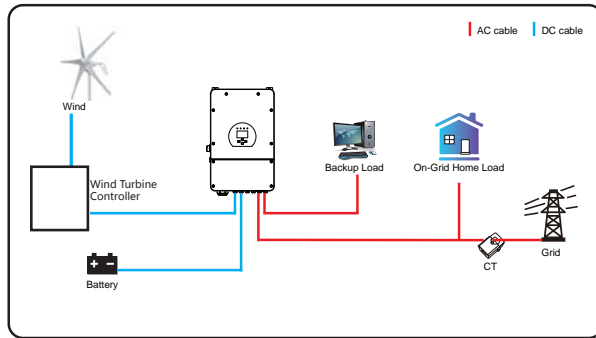 AC cable
DC cable
Wind
Backup Load
On-Grid Home Load
Wind Turbine
Controller
CT
Grid
Battery